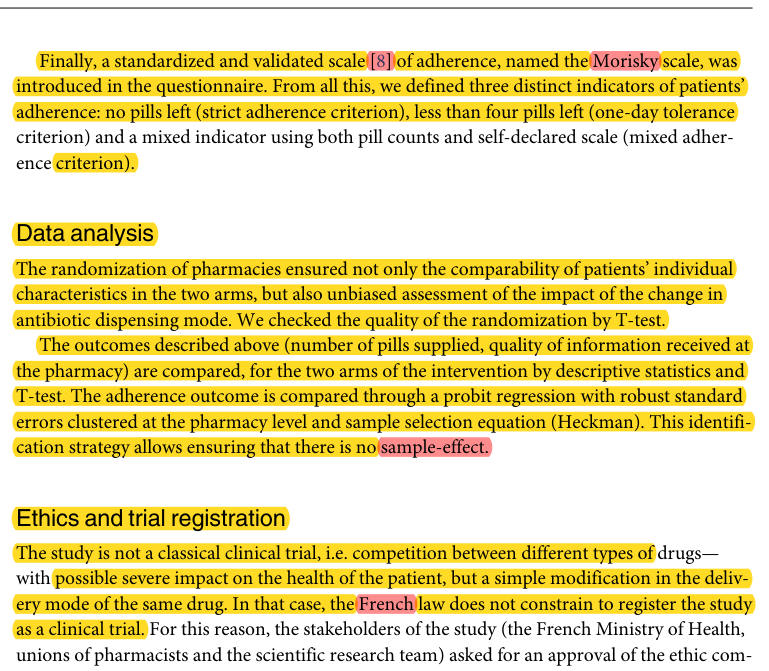 Finally, a standardized and validated scale [8] of adherence, named the Morisky scale, was
introduced in the questionnaire. From all this, we defined three distinct indicators of patients’
adherence: no pills left (strict adherence criterion), less than four pills left (one-day tolerance
criterion) and a mixed indicator using both pill counts and self-declared scale (mixed adher-
ence criterion).
Data analysis
The randomization of pharmacies ensured not only the comparability of patients’ individual
characteristics in the two arms, but also unbiased assessment of the impact of the change in
antibiotic dispensing mode. We checked the quality of the randomization by T-test.
The outcomes described above (number of pills supplied, quality of information received at
the pharmacy) are compared, for the two arms of the intervention by descriptive statistics and
T-test. The adherence outcome is compared through a probit regression with robust standard
errors clustered at the pharmacy level and sample selection equation (Heckman). This identifi-
cation strategy allows ensuring that there is no sample-effect.
Ethics and trial registration
The study is not a classical clinical trial, i.e. competition between different types of drugs—
with possible severe impact on the health of the patient, but a simple modification in the deliv-
ery mode of the same drug. In that case, the French law does not constrain to register the study
as a clinical trial. For this reason, the stakeholders of the study (the French Ministry of Health,
unions of pharmacists and the scientific research team) asked for an approval of the ethic com-